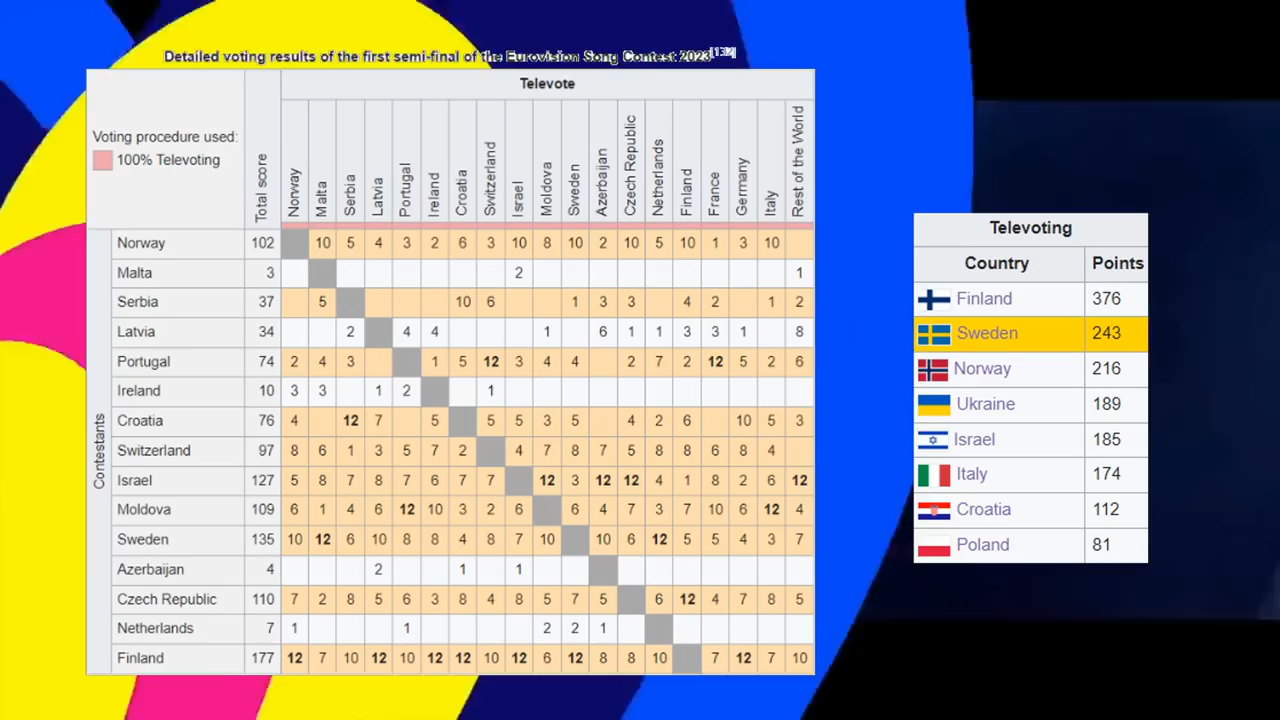 Detailed voting results of the first semi-final of the Eurovision Song Contest 2023[132]
Televote
Voting procedure used:
100% Televoting
Total score
Norway
Malta
Serbia
Latvia
Portugal
Ireland
Croatia
Switzerland
Israel
Moldova
Sweden
Azerbaijan
Czech Republic
Netherlands
Finland
France
Germany
Italy
Rest of the World
Contestants
Norway 102 10 5 4 3 2 6 3 10 8 10 2 10 5 10 1 3 10
Malta 3 2 1
Serbia 37 5 10 6 1 3 3 4 2 1 2
Latvia 34 2 4 4 1 6 1 1 3 3 1 8
Portugal 74 2 4 3 1 5 12 3 4 4 2 7 2 12 5 2 6
Ireland 10 3 3 1 2 1
Croatia 76 4 12 7 5 5 5 3 5 4 2 6 10 5 3
Switzerland 97 8 6 1 3 5 7 2 4 7 8 7 5 8 8 6 8 4
Israel 127 5 8 7 8 7 6 7 7 12 3 12 12 4 1 8 2 6 12
Moldova 109 6 1 4 6 12 10 3 2 6 6 4 7 3 7 10 6 12 4
Sweden 135 10 12 6 10 8 8 4 8 7 10 10 6 12 5 5 4 3 7
Azerbaijan 4 2 1 1
Czech Republic 110 7 2 8 5 6 3 8 4 8 5 7 5 6 12 4 7 8 5
Netherlands 7 1 1 2 2 1
Finland 177 12 7 10 12 10 12 12 10 12 6 12 8 8 10 7 12 7 10
Televoting
Country Points
Finland 376
Sweden 243
Norway 216
Ukraine 189
Israel 185
Italy 174
Croatia 112
Poland 81